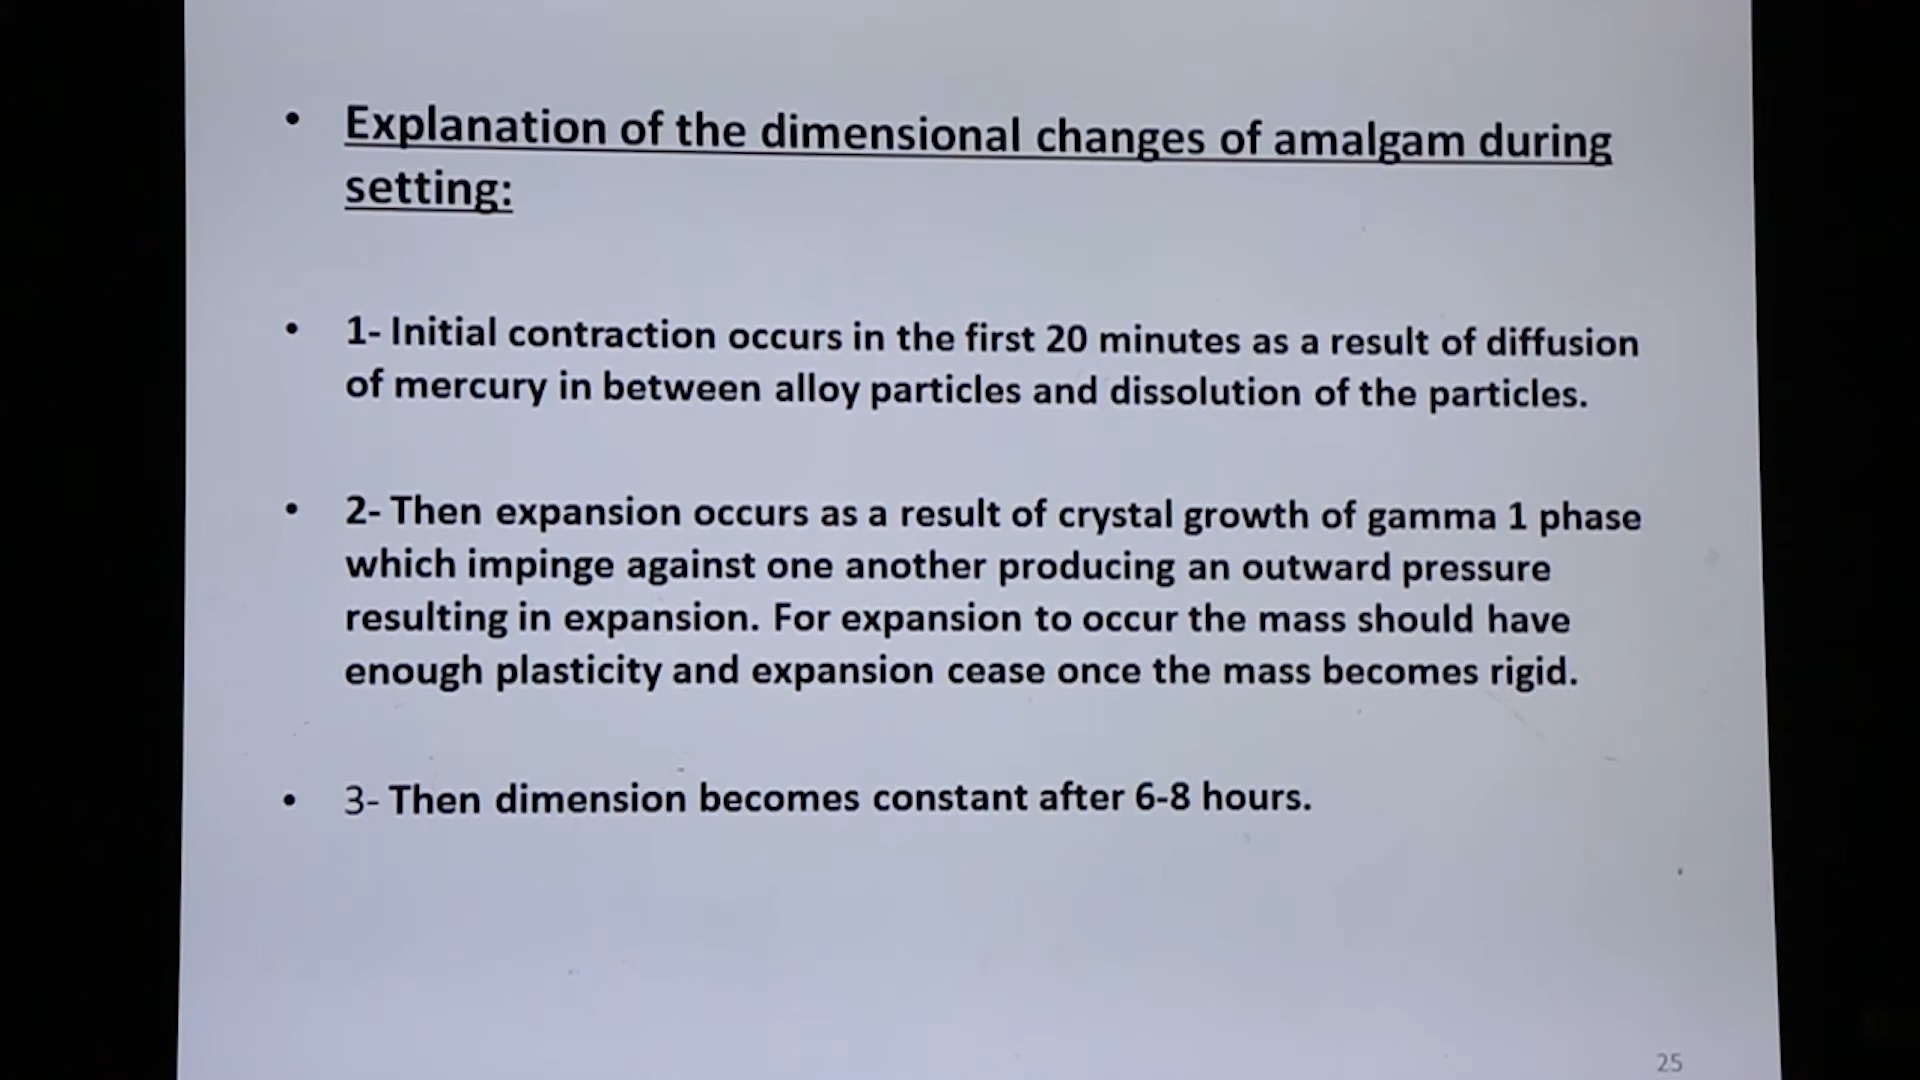 • Explanation of the dimensional changes of amalgam during
setting:
• 1- Initial contraction occurs in the first 20 minutes as a result of diffusion
of mercury in between alloy particles and dissolution of the particles.
• 2- Then expansion occurs as a result of crystal growth of gamma 1 phase
which impinge against one another producing an outward pressure
resulting in expansion. For expansion to occur the mass should have
enough plasticity and expansion cease once the mass becomes rigid.
• 3- Then dimension becomes constant after 6-8 hours.
25